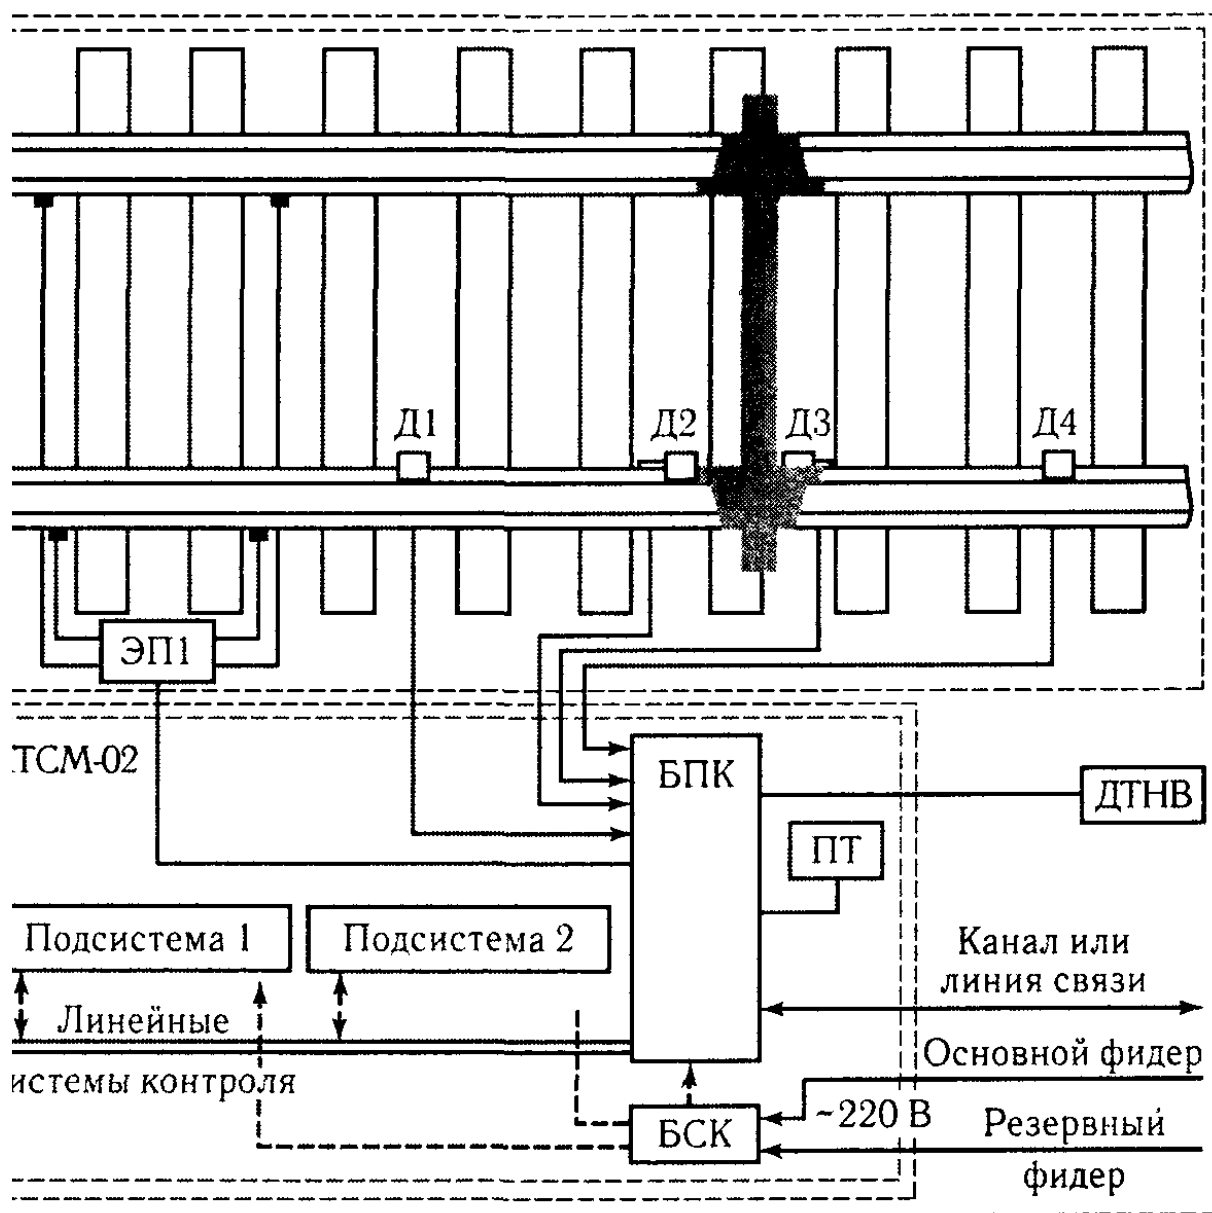 Д1
Д2
Д3
Д4
ЭП1
ТСМ-02
БПК
ДТНВ
ПТ
Подсистема 1
Подсистема 2
Канал или
линия связи
Линейные
истемы контроля
Основной фидер
БСК
~220 В
Резервный
фидер